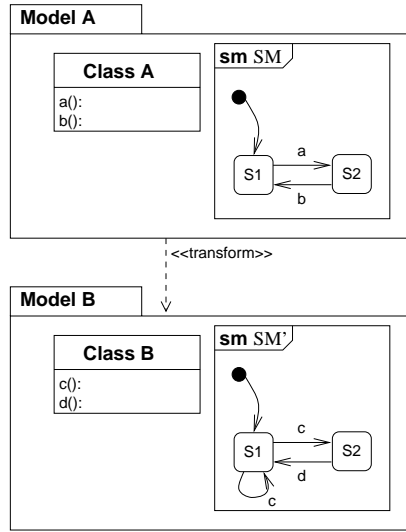 Model A
Class A
a():
b():
sm SM
a
S1
S2
b
<<transform>>
Model B
Class B
c():
d():
sm SM’
c
S1
S2
d
c